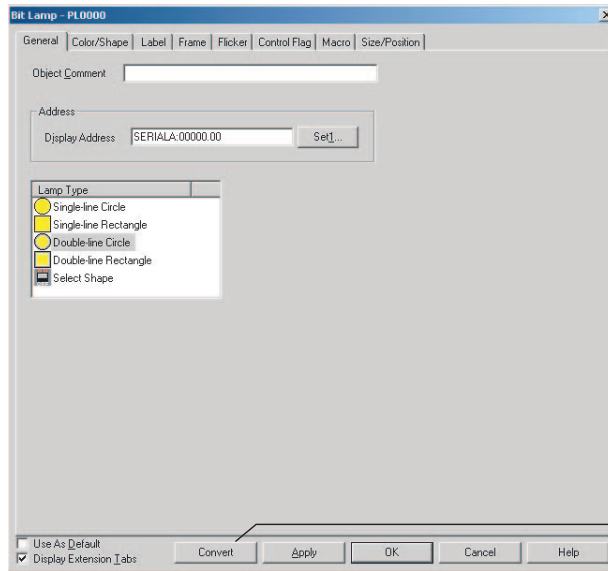 Bit Lamp - PL0000
General Color/Shape Label Frame Flicker Control Flag Macro Size/Position
Object Comment
Address
Display Address SERIALA:00000.00 Set1...
Lamp Type
Single-line Circle
Single-line Rectangle
Double-line Circle
Double-line Rectangle
Select Shape
Use As Default
Display Extension Tabs
Convert Apply OK Cancel Help